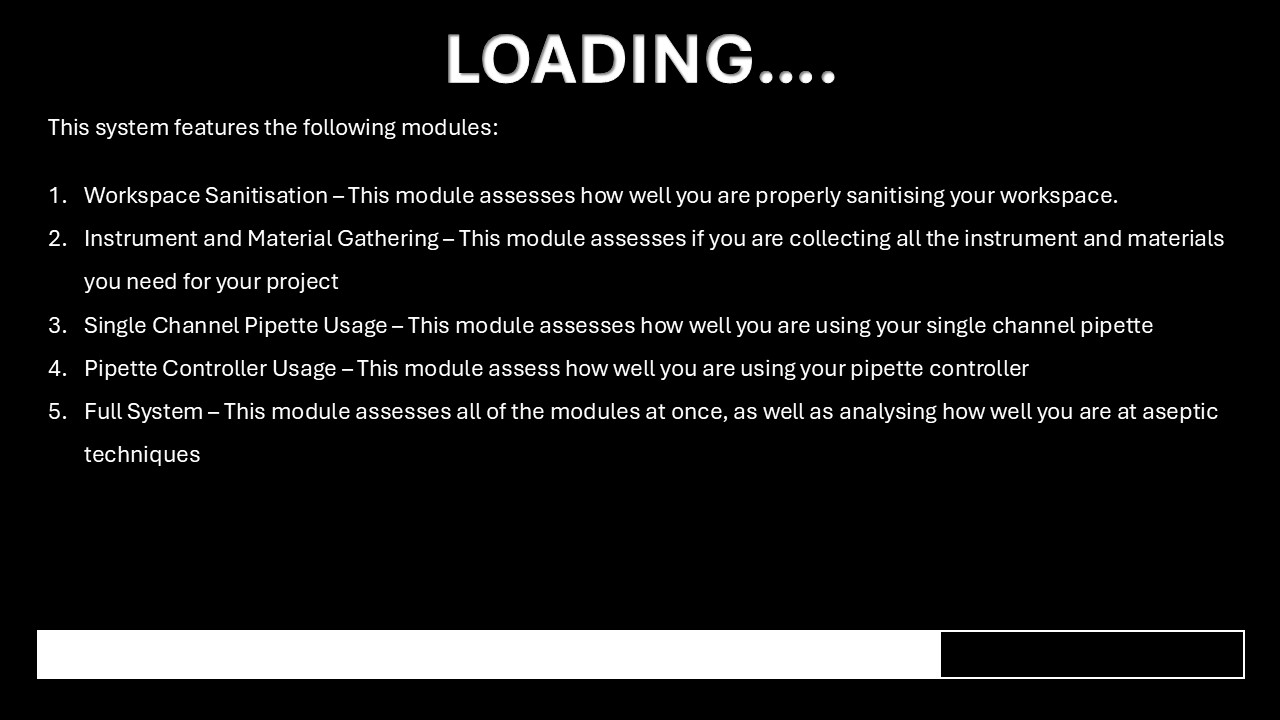 LOADING....
This system features the following modules:
1. Workspace Sanitisation – This module assesses how well you are properly sanitising your workspace.
2. Instrument and Material Gathering – This module assesses if you are collecting all the instrument and materials
you need for your project
3. Single Channel Pipette Usage – This module assesses how well you are using your single channel pipette
4. Pipette Controller Usage – This module assess how well you are using your pipette controller
5. Full System – This module assesses all of the modules at once, as well as analysing how well you are at aseptic
techniques